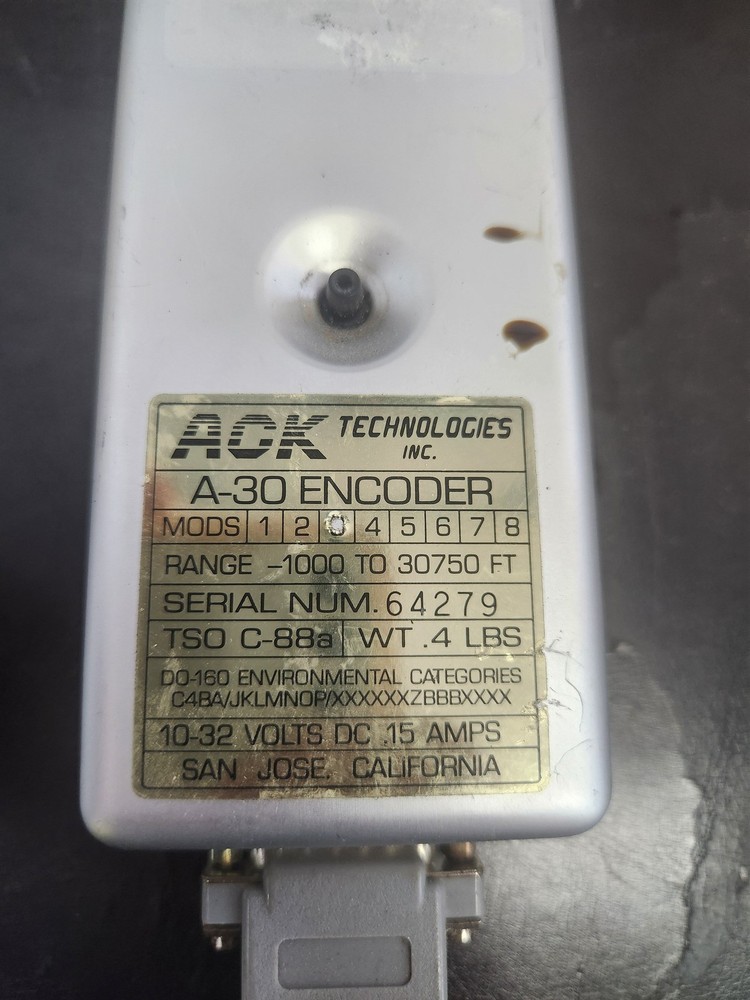 ACK TECHNOLOGIES
INC.
A-30 ENCODER
MODS 1 2 4 5 6 7 8
RANGE -1000 TO 30750 FT
SERIAL NUM. 64279
TSO C-88a WT .4 LBS
DO-160 ENVIRONMENTAL CATEGORIES
C4BA/JKLMNOP/XXXXXXZBBBXXXX
10-32 VOLTS DC .15 AMPS
SAN JOSE, CALIFORNIA